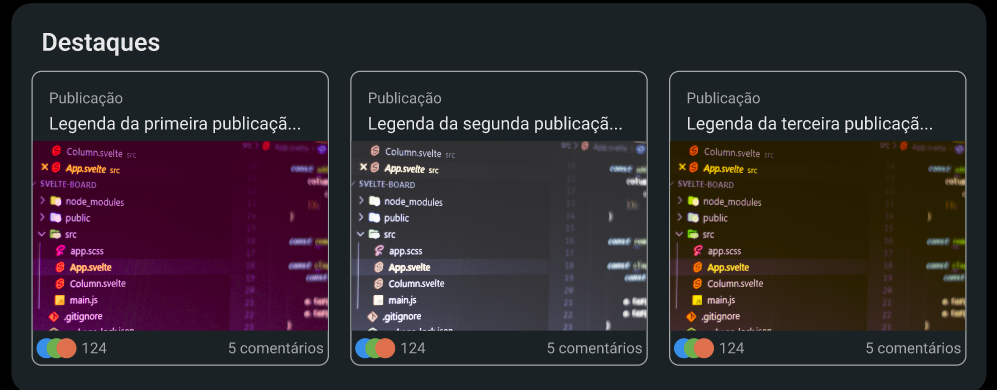 Destaques
Publicação
Legenda da primeira publicaçã...
Column.svelte src
App.svelte src
SVELTE-BOARD
node_modules
public
src
app.scss
App.svelte
Column.svelte
main.js
.gitignore
124
5 comentários
Publicação
Legenda da segunda publicaçã...
Column.svelte src
App.svelte src
SVELTE-BOARD
node_modules
public
src
app.scss
App.svelte
Column.svelte
main.js
.gitignore
124
5 comentários
Publicação
Legenda da terceira publicaçã...
Column.svelte src
App.svelte src
SVELTE-BOARD
node_modules
public
src
app.scss
App.svelte
Column.svelte
main.js
.gitignore
124
5 comentários